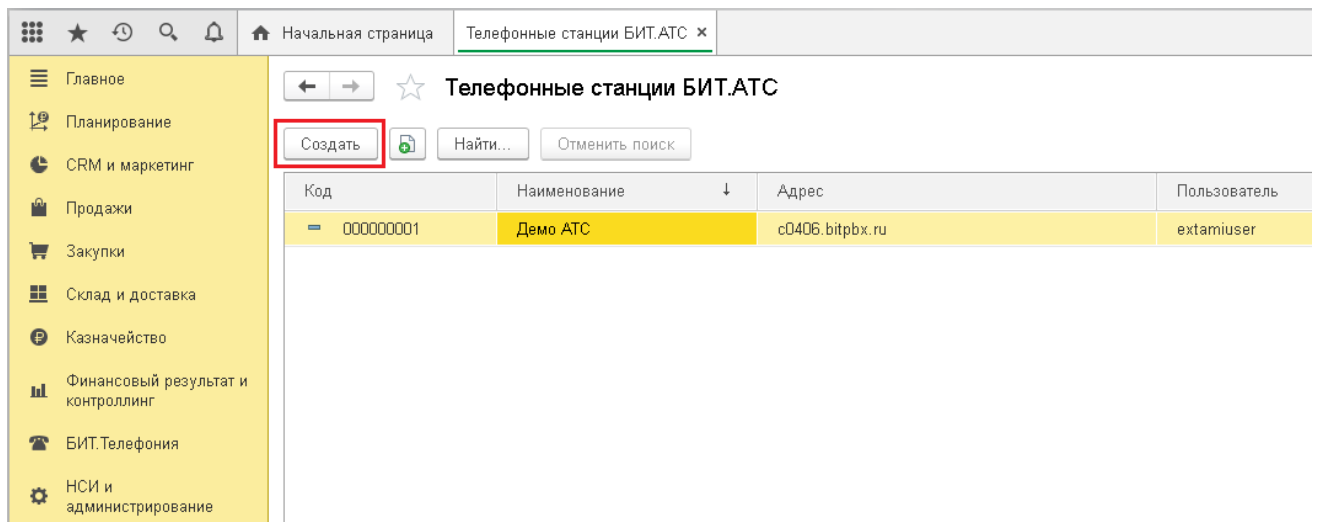 Начальная страница
Телефонные станции БИТ.АТС ×
Главное
Планирование
CRM и маркетинг
Продажи
Закупки
Склад и доставка
Казначейство
Финансовый результат и
контроллинг
БИТ.Телефония
НСИ и
администрирование
Телефонные станции БИТ.АТС
Создать Найти... Отменить поиск
Код Наименование ↓ Адрес Пользователь
000000001 Демо АТС c0406.bitpbx.ru extamiuser